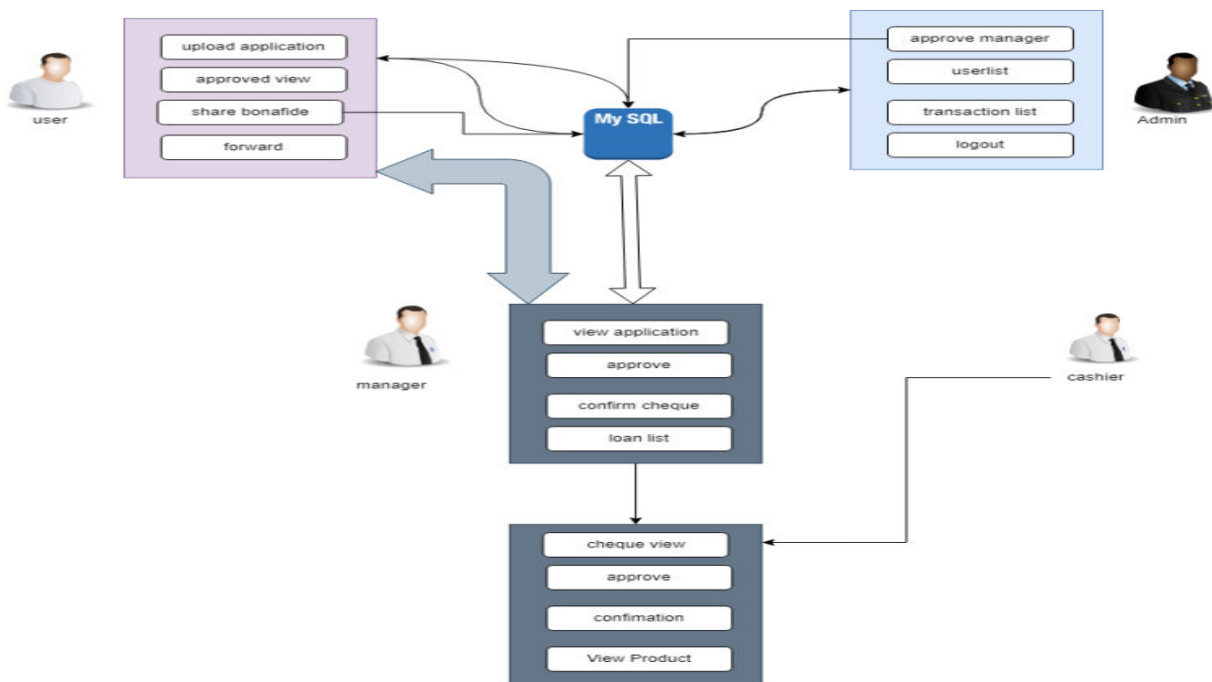 upload application
approved view
share bonafide
forward
user
My SQL
approve manager
userlist
transaction list
logout
Admin
view application
approve
confirm cheque
loan list
manager
cashier
cheque view
approve
confimation
View Product